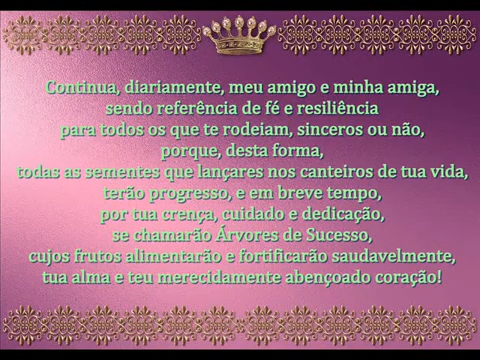 Continua, diariamente, meu amigo e minha amiga,
sendo referência de fé e resiliência
para todos os que te rodeiam, sinceros ou não,
porque, desta forma,
todas as sementes que lançares nos canteiros de tua vida,
terão progresso, e em breve tempo,
por tua crença, cuidado e dedicação,
se chamarão Árvores de Sucesso,
cujos frutos alimentarão e fortificarão saudavelmente,
tua alma e teu merecidamente abençoado coração!